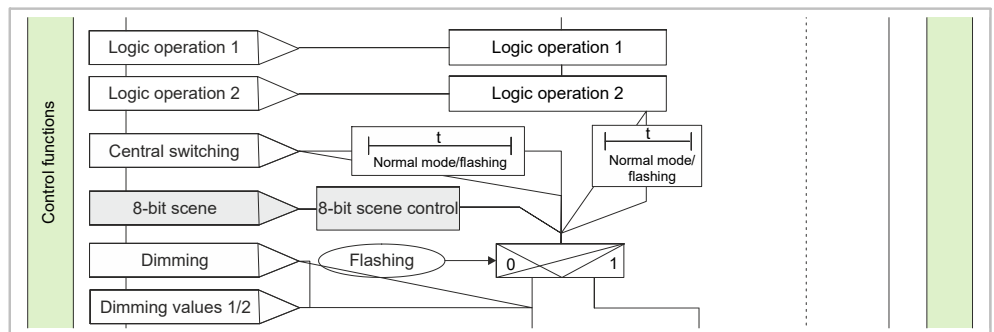 Control functions
Logic operation 1
Logic operation 1
Logic operation 2
Logic operation 2
Central switching
t
Normal mode/flashing
t
Normal mode/
flashing
8-bit scene
8-bit scene control
Dimming
Flashing
0
1
Dimming values 1/2